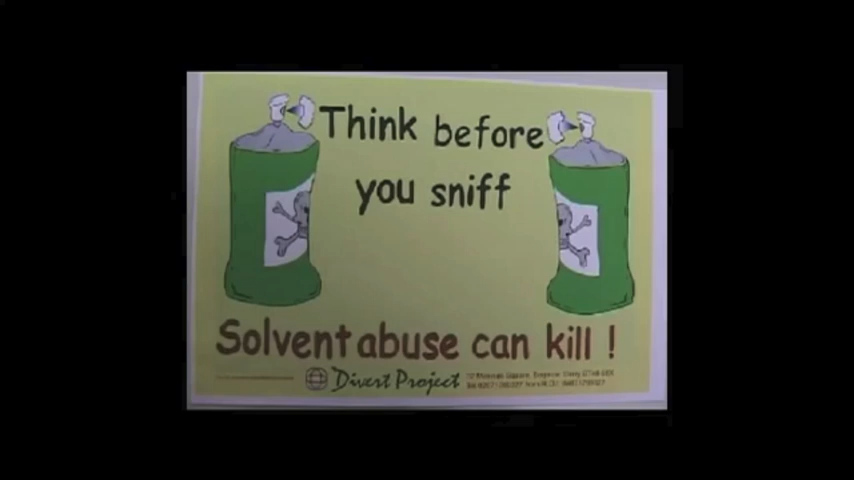 Think before
you sniff
Solvent abuse can kill !
Divert Project